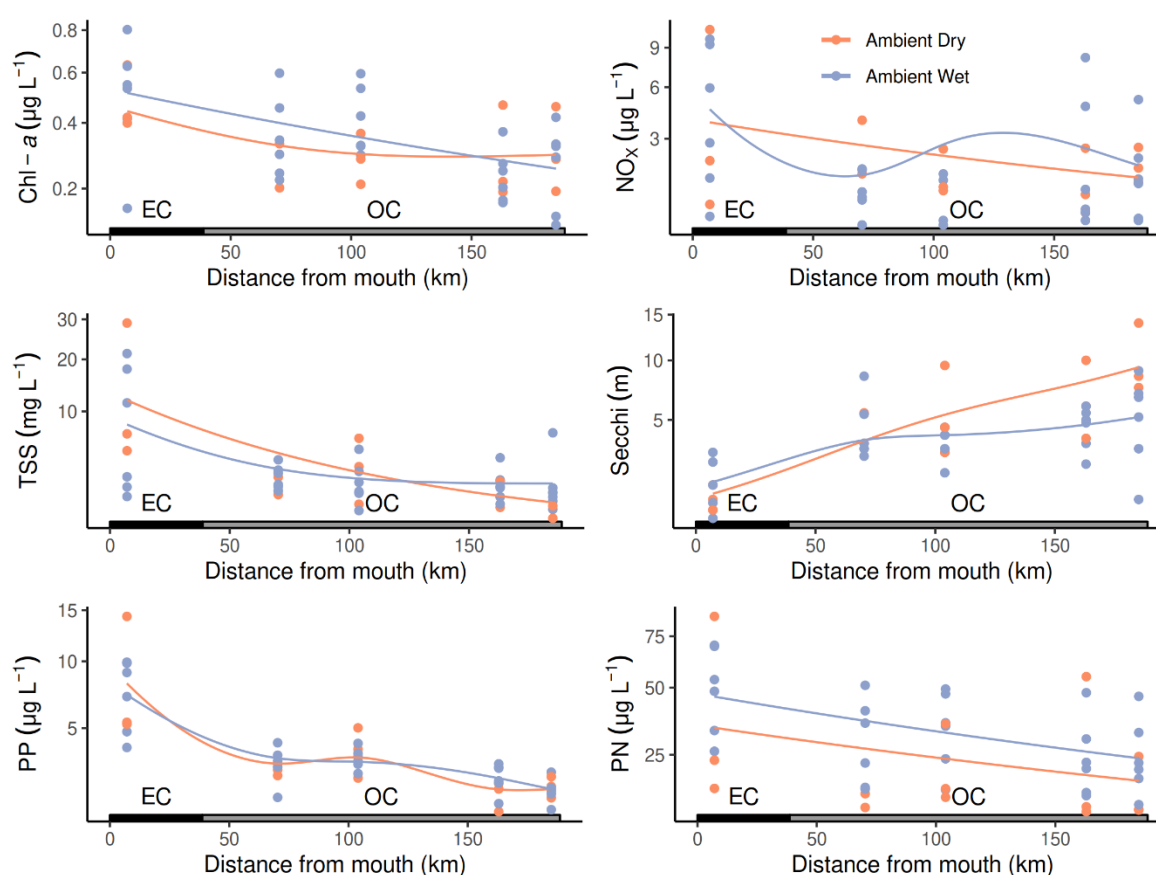 Chl − a (µg L⁻¹)
0.8
0.6
0.4
0.2
EC
OC
0
50
100
150
Distance from mouth (km)
NOₓ (µg L⁻¹)
9
6
3
Ambient Dry
Ambient Wet
EC
OC
0
50
100
150
Distance from mouth (km)
TSS (mg L⁻¹)
30
20
10
EC
OC
0
50
100
150
Distance from mouth (km)
Secchi (m)
15
10
5
EC
OC
0
50
100
150
Distance from mouth (km)
PP (µg L⁻¹)
15
10
5
EC
OC
0
50
100
150
Distance from mouth (km)
PN (µg L⁻¹)
75
50
25
EC
OC
0
50
100
150
Distance from mouth (km)